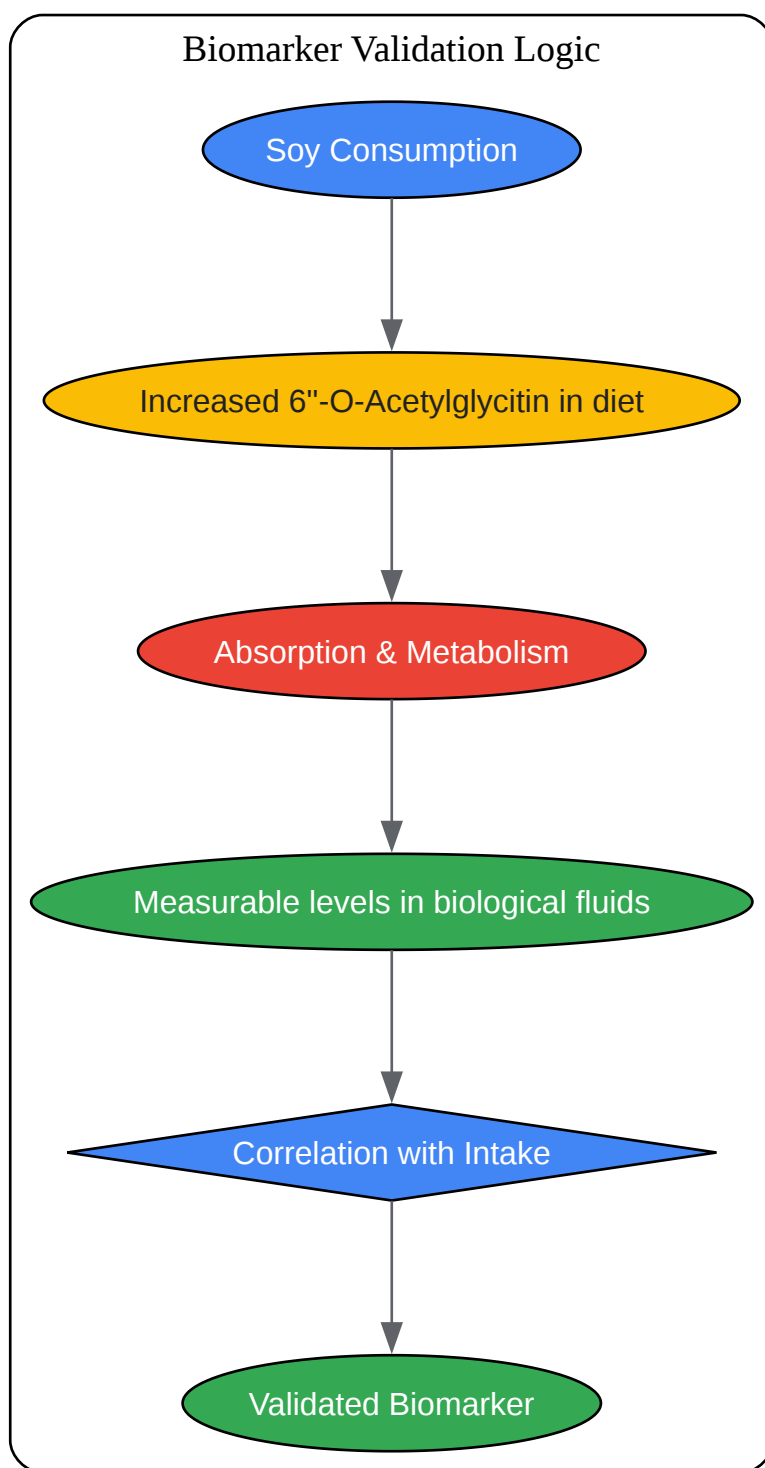 Biomarker Validation Logic
Soy Consumption
Increased 6"-O-Acetylglycitin in diet
Absorption & Metabolism
Measurable levels in biological fluids
Correlation with Intake
Validated Biomarker